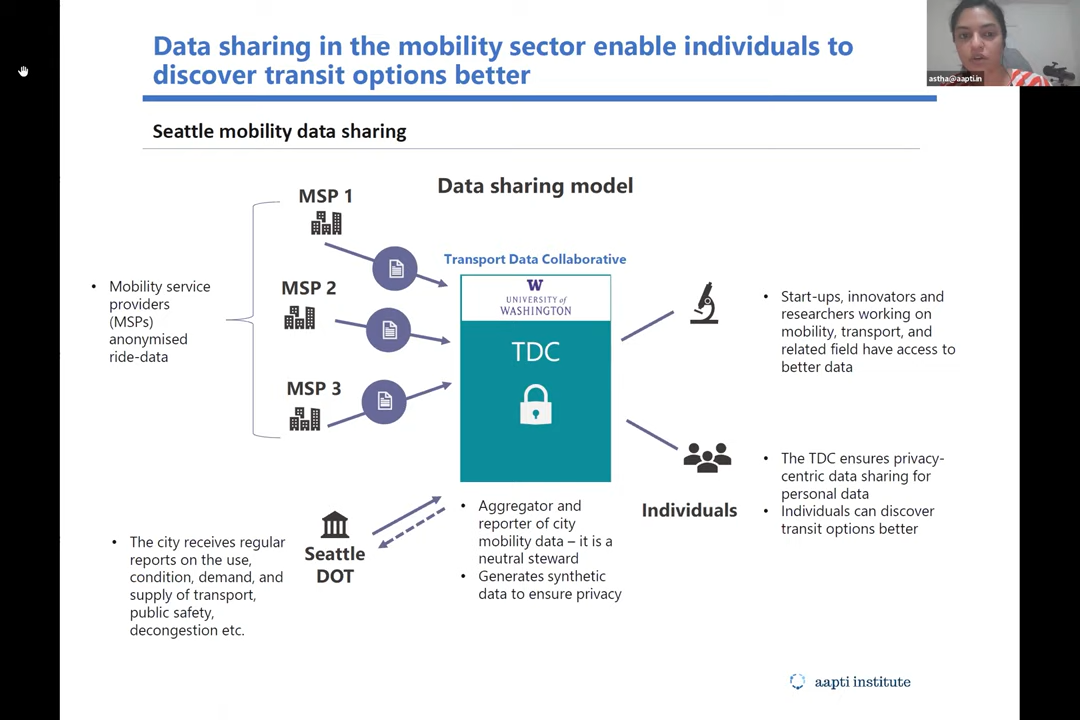 Data sharing in the mobility sector enable individuals to
discover transit options better
astha@aapti.in
Seattle mobility data sharing
Data sharing model
MSP 1
MSP 2
MSP 3
• Mobility service
providers
(MSPs)
anonymised
ride-data
Transport Data Collaborative
W
UNIVERSITY of
WASHINGTON
TDC
• Start-ups, innovators and
researchers working on
mobility, transport, and
related field have access to
better data
Individuals
• The TDC ensures privacy-
centric data sharing for
personal data
• Individuals can discover
transit options better
Seattle
DOT
• The city receives regular
reports on the use,
condition, demand, and
supply of transport,
public safety,
decongestion etc.
• Aggregator and
reporter of city
mobility data – it is a
neutral steward
• Generates synthetic
data to ensure privacy
aapti institute